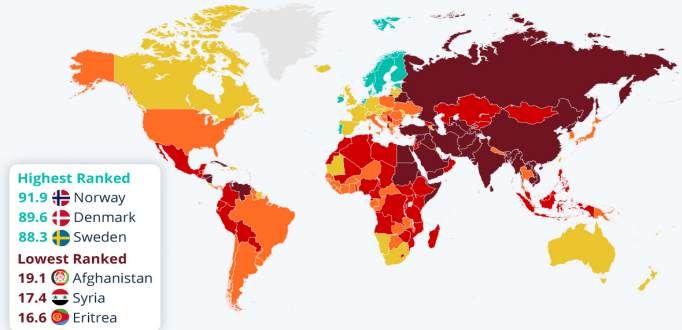 Highest Ranked
91.9 Norway
89.6 Denmark
88.3 Sweden
Lowest Ranked
19.1 Afghanistan
17.4 Syria
16.6 Eritrea